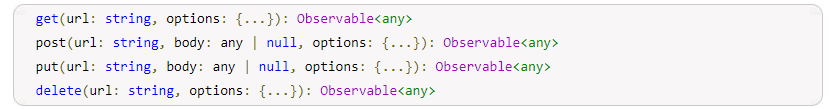 get(url: string, options: {...}): Observable<any>
post(url: string, body: any | null, options: {...}): Observable<any>
put(url: string, body: any | null, options: {...}): Observable<any>
delete(url: string, options: {...}): Observable<any>